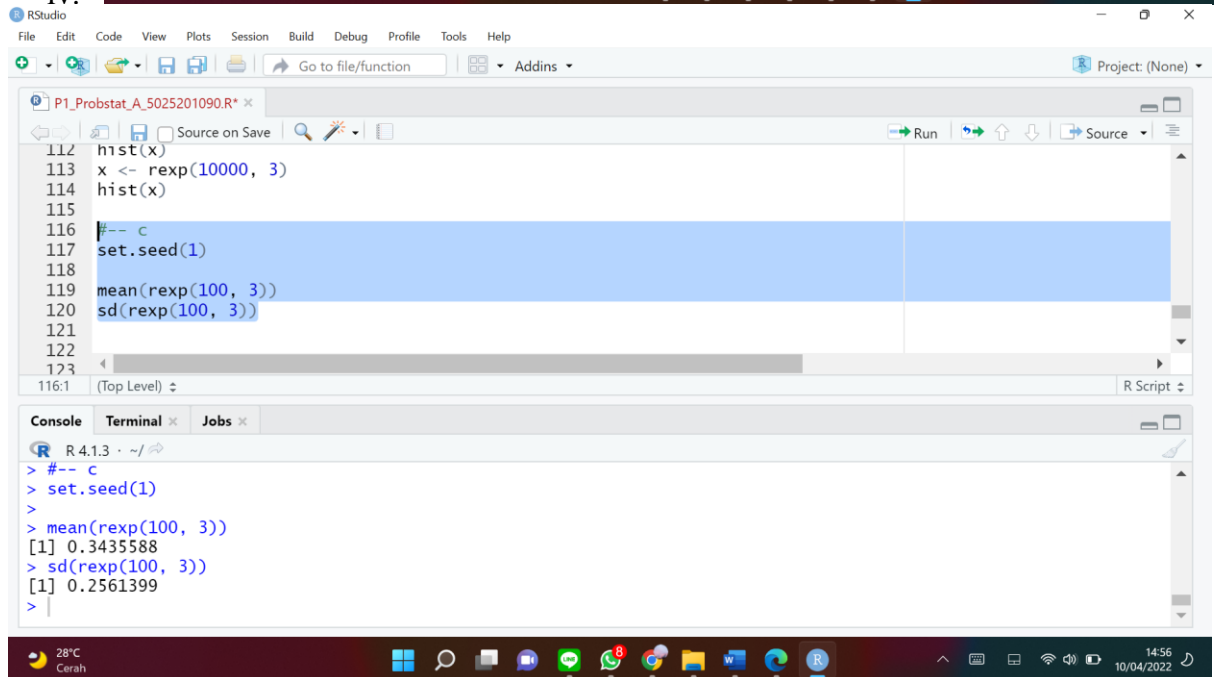 iv.
RStudio
File Edit Code View Plots Session Build Debug Profile Tools Help
Go to file/function Addins Project: (None)
P1_Probstat_A_5025201090.R*
Source on Save Run Source
112 hist(x)
113 x <- rexp(10000, 3)
114 hist(x)
115
116 #-- c
117 set.seed(1)
118
119 mean(rexp(100, 3))
120 sd(rexp(100, 3))
121
122
123
116:1 (Top Level) R Script
Console Terminal Jobs
R 4.1.3 · ~/
> #-- c
> set.seed(1)
>
> mean(rexp(100, 3))
[1] 0.3435588
> sd(rexp(100, 3))
[1] 0.2561399
>
28°C
Cerah
8
14:56
10/04/2022